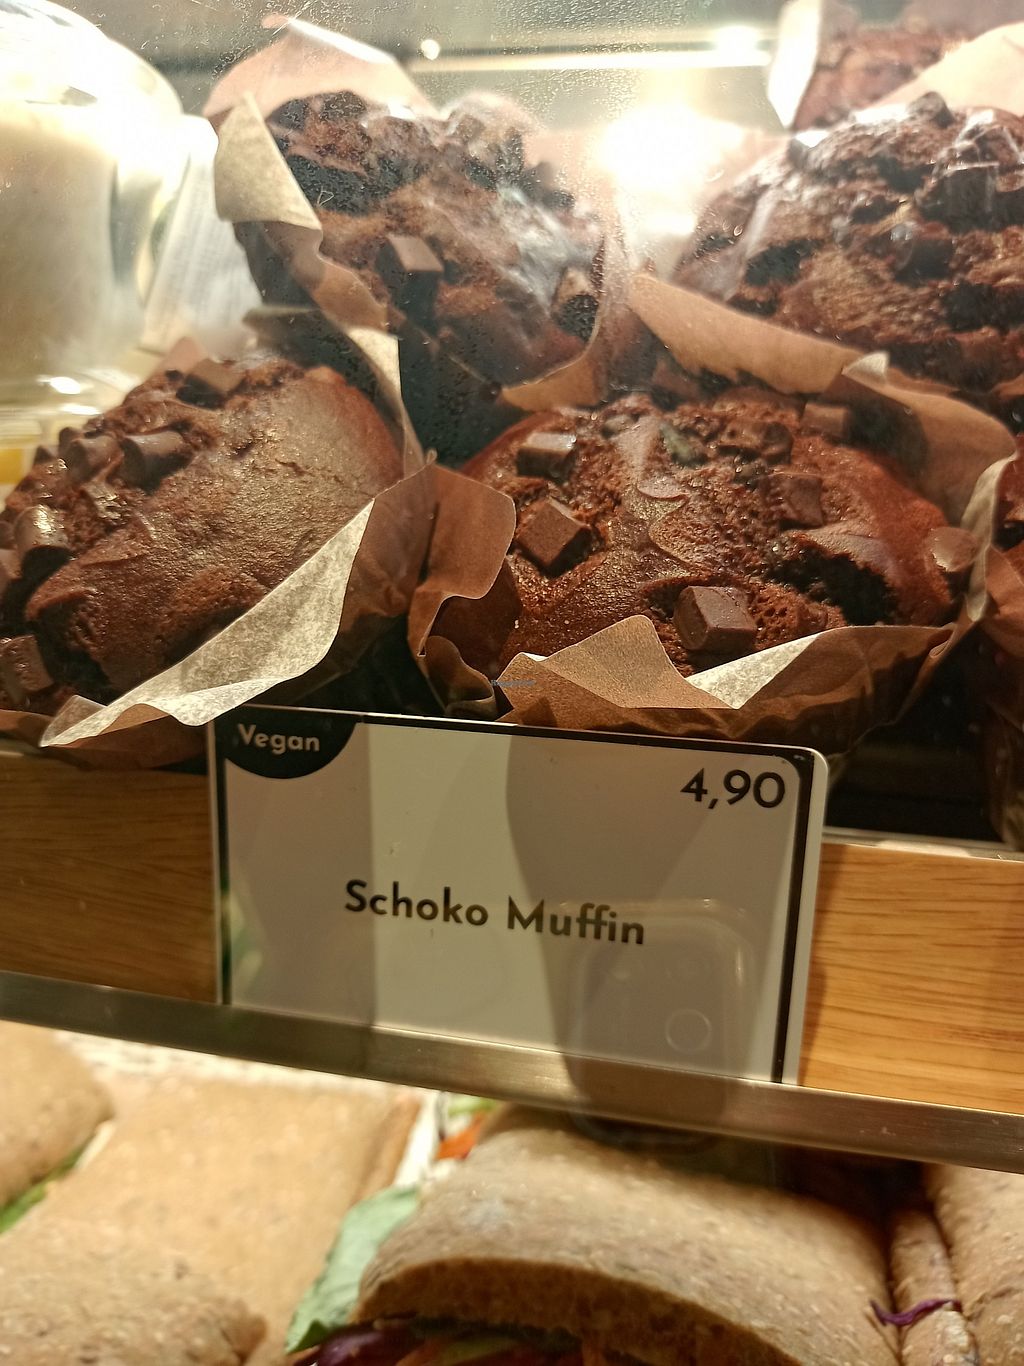 Vegan
4,90
Schoko Muffin